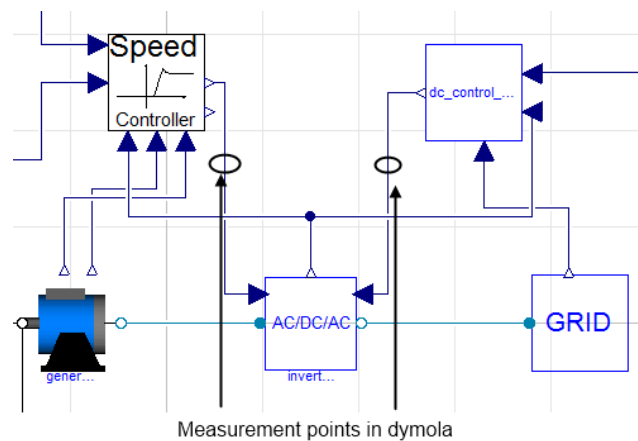 Speed
Controller
dc_control_...
AC/DC/AC
GRID
gener...
invert...
Measurement points in dymola